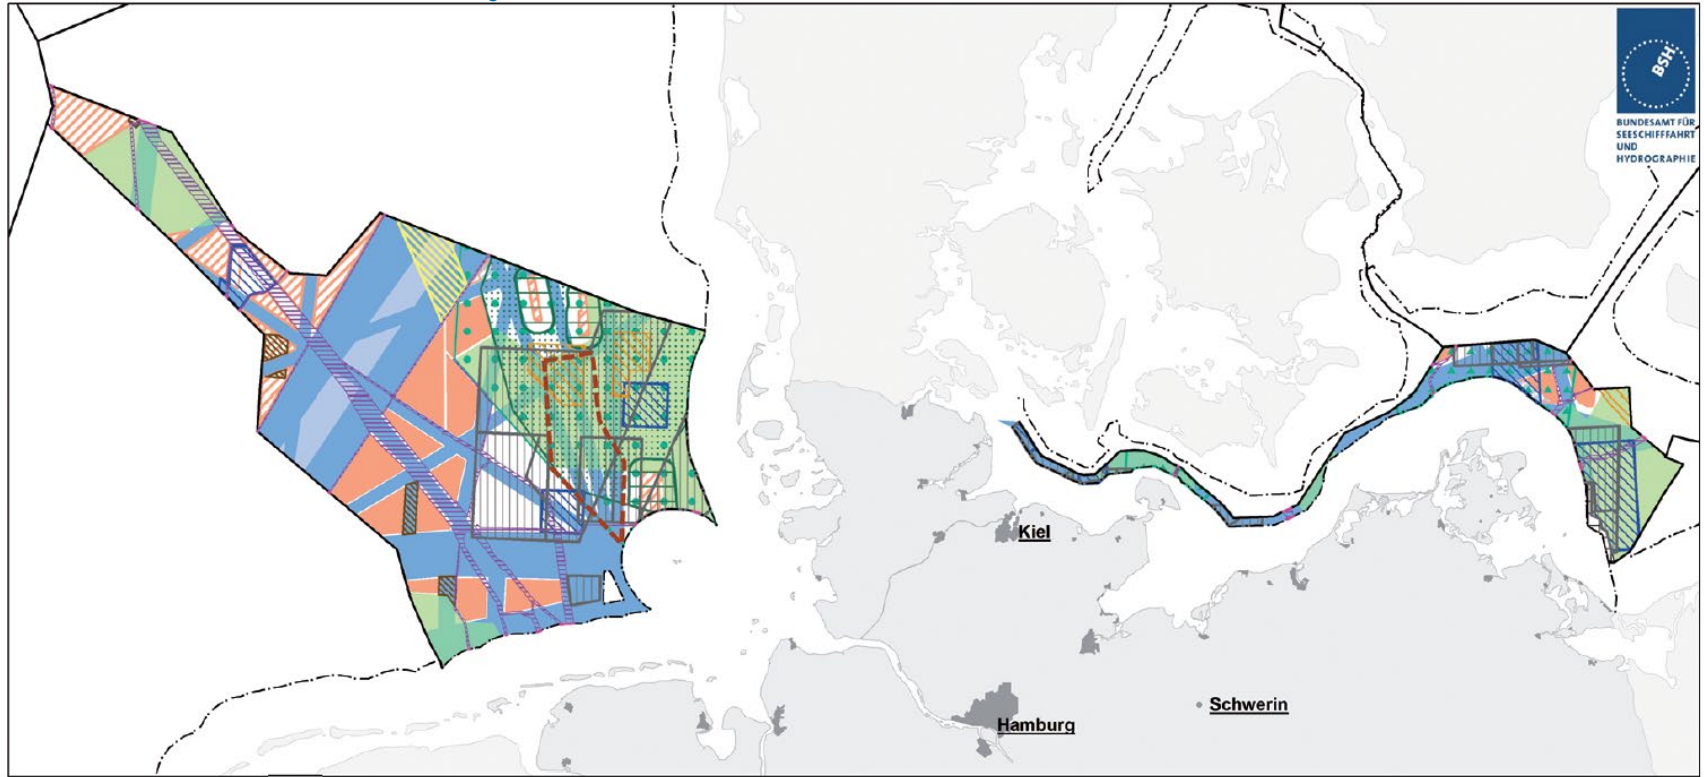 BSH
BUNDESAMT FÜR
SEESCHIFFFAHRT
UND
HYDROGRAPHIE
Kiel
Schwerin
Hamburg